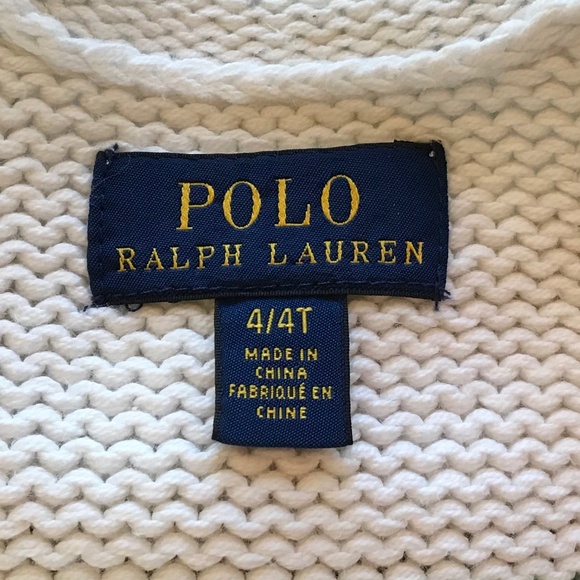 POLO
RALPH LAUREN
4/4T
MADE IN
CHINA
FABRIQUÉ EN
CHINE